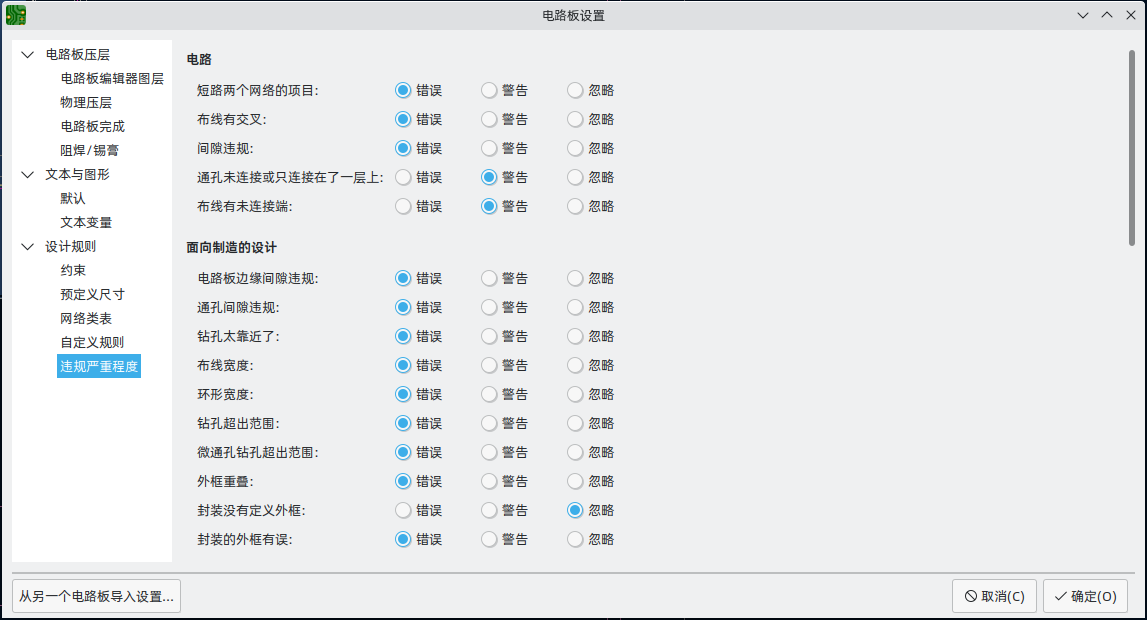 电路板设置
电路板压层
电路板编辑器图层
物理压层
电路板完成
阻焊/锡膏
文本与图形
默认
文本变量
设计规则
约束
预定义尺寸
网络类表
自定义规则
违规严重程度
电路
短路两个网络的项目: 错误 警告 忽略
布线有交叉: 错误 警告 忽略
间隙违规: 错误 警告 忽略
通孔未连接或只连接在了一层上: 错误 警告 忽略
布线有未连接端: 错误 警告 忽略
面向制造的设计
电路板边缘间隙违规: 错误 警告 忽略
通孔间隙违规: 错误 警告 忽略
钻孔太靠近了: 错误 警告 忽略
布线宽度: 错误 警告 忽略
环形宽度: 错误 警告 忽略
钻孔超出范围: 错误 警告 忽略
微通孔钻孔超出范围: 错误 警告 忽略
外框重叠: 错误 警告 忽略
封装没有定义外框: 错误 警告 忽略
封装的外框有误: 错误 警告 忽略
从另一个电路板导入设置... 取消(C) 确定(O)